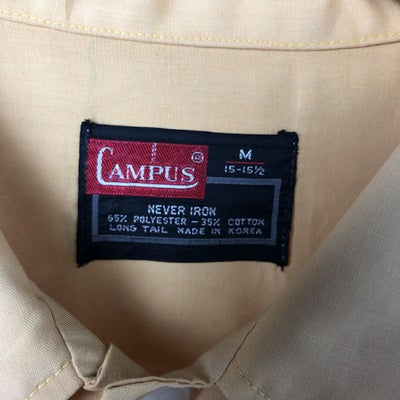 CAMPUS
M
15-15½
NEVER IRON
65% POLYESTER - 35% COTTON
LONG TAIL MADE IN KOREA